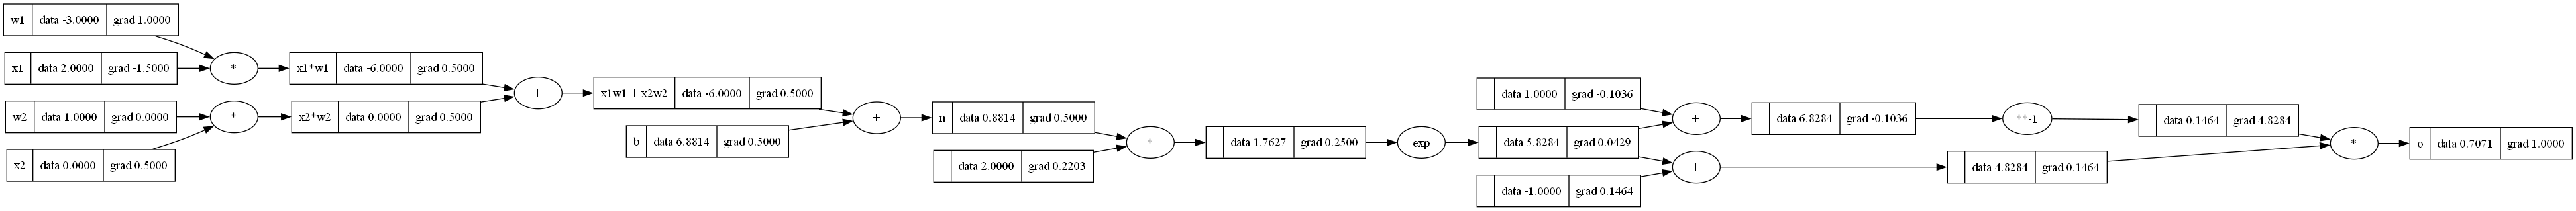 w1 data -3.0000 grad 1.0000
x1 data 2.0000 grad -1.5000
*
w2 data 1.0000 grad 0.0000
*
x2 data 0.0000 grad 0.5000
x1*w1 data -6.0000 grad 0.5000
x2*w2 data 0.0000 grad 0.5000
+
x1w1 + x2w2 data -6.0000 grad 0.5000
b data 6.8814 grad 0.5000
+
n data 0.8814 grad 0.5000
data 2.0000 grad 0.2203
*
data 1.7627 grad 0.2500
exp
data 1.0000 grad -0.1036
data 5.8284 grad 0.0429
data -1.0000 grad 0.1464
+
+
data 6.8284 grad -0.1036
**-1
data 4.8284 grad 0.1464
data 0.1464 grad 4.8284
*
o data 0.7071 grad 1.0000